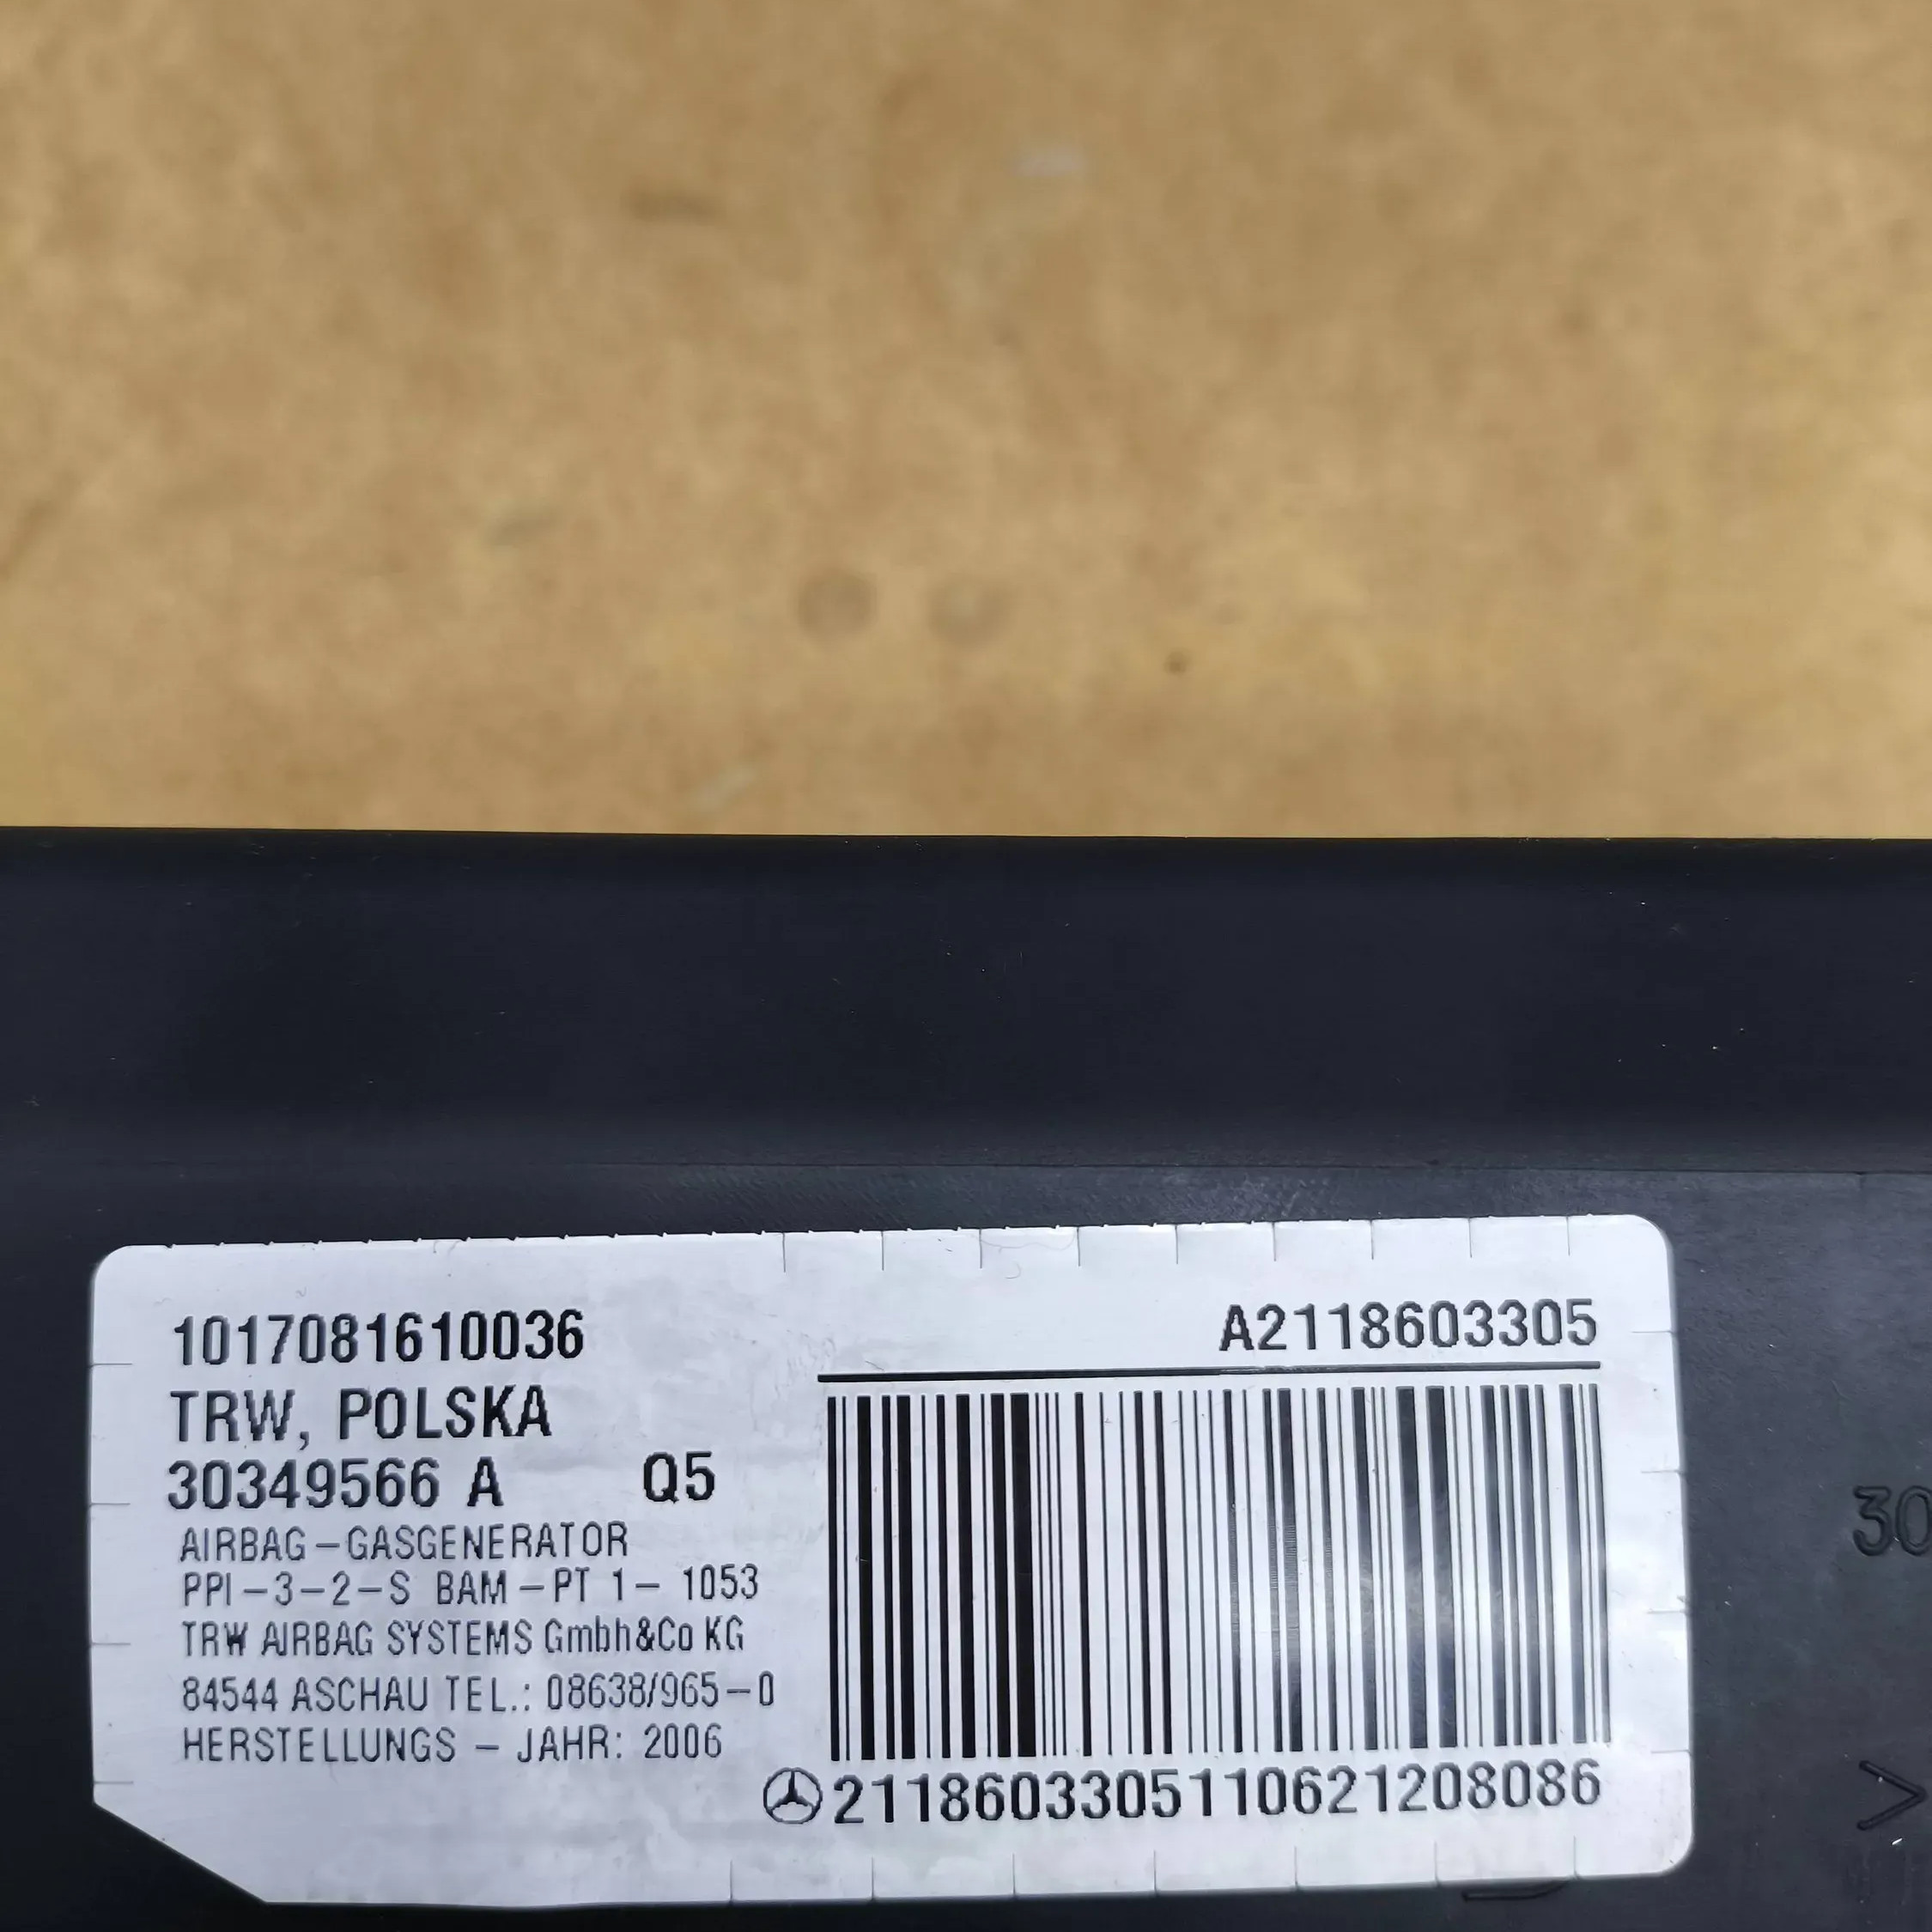 1017081610036
TRW, POLSKA
30349566 A Q5
AIRBAG-GASGENERATOR
PPI-3-2-S BAM-PT 1- 1053
TRW AIRBAG SYSTEMS Gmbh&Co KG
84544 ASCHAU TEL.: 08638/965-0
HERSTELLUNGS - JAHR: 2006
A2118603305
2118603305110621208086
30
>